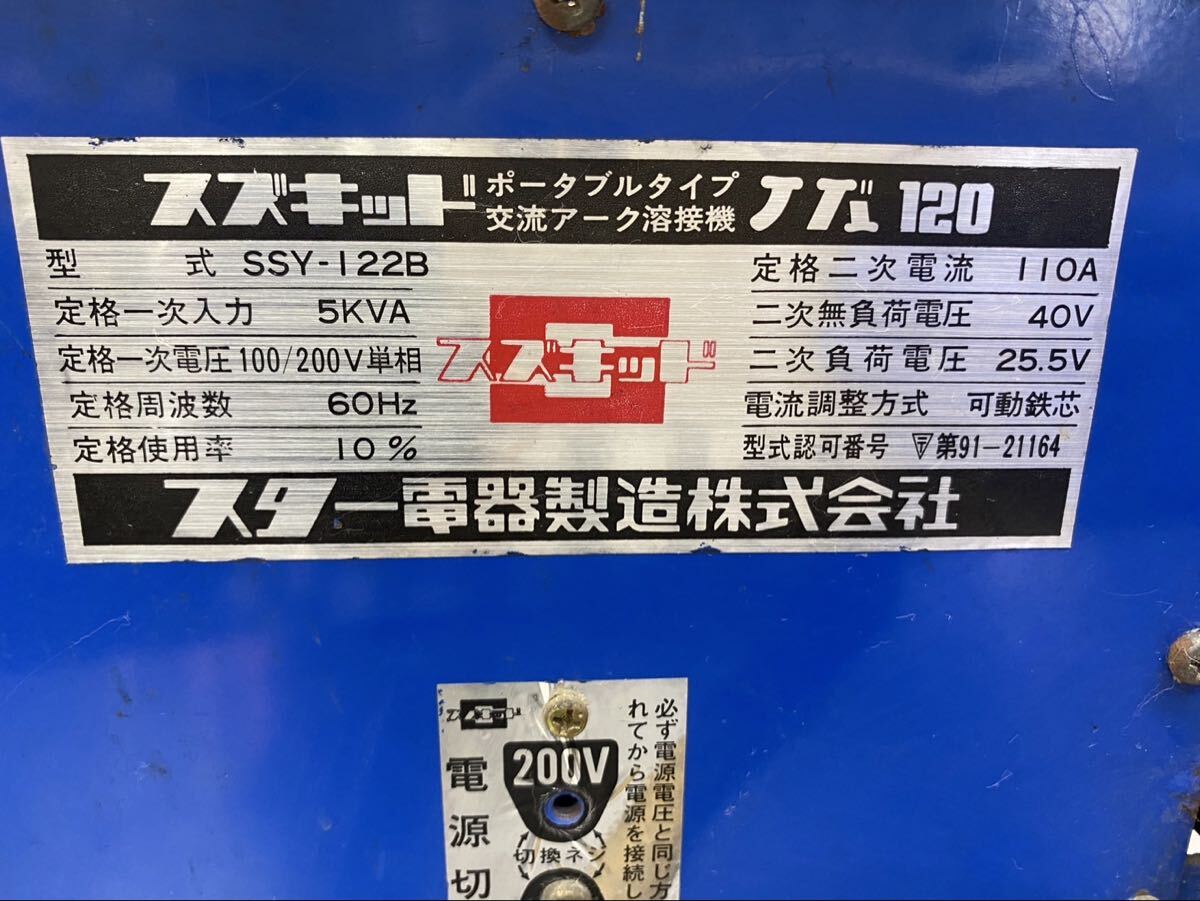 スズキッド ポータブルタイプ 交流アーク溶接機 120
型式 SSY-122B
定格一次入力 5KVA
定格一次電圧 100/200V単相
定格周波数 60Hz
定格使用率 10%
スズキッド
定格二次電流 110A
二次無負荷電圧 40V
二次負荷電圧 25.5V
電流調整方式 可動鉄芯
型式認可番号 第91-21164
スター電器製造株式会社
スズキッド
必ず電源電圧と同じ方
れてから電源を接続し
200V
切換ネジ
電源切